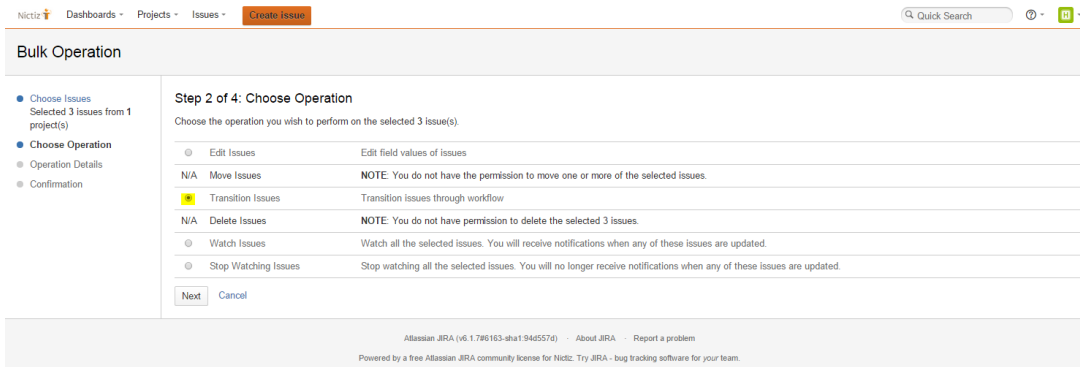 Nictiz Dashboards Projects Issues Create issue Quick Search
Bulk Operation
Choose Issues
Selected 3 issues from 1
project(s)
Choose Operation
Operation Details
Confirmation
Step 2 of 4: Choose Operation
Choose the operation you wish to perform on the selected 3 issue(s).
Edit Issues Edit field values of issues
N/A Move Issues NOTE: You do not have the permission to move one or more of the selected issues.
Transition Issues Transition issues through workflow
N/A Delete Issues NOTE: You do not have permission to delete the selected 3 issues.
Watch Issues Watch all the selected issues. You will receive notifications when any of these issues are updated.
Stop Watching Issues Stop watching all the selected issues. You will no longer receive notifications when any of these issues are updated.
Next Cancel
Atlassian JIRA (v6.1.7#6163-sha1:94d557d) · About JIRA · Report a problem
Powered by a free Atlassian JIRA community license for Nictiz. Try JIRA - bug tracking software for your team.